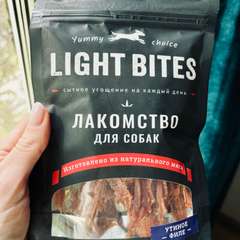 Yummy choice
LIGHT BITES
СЫТНОЕ УГОЩЕНИЕ НА КАЖДЫЙ ДЕНЬ
ЛАКОМСТВО
ДЛЯ СОБАК
Изготовлено из натурального мяса
УТИНОЕ
ФИЛЕ